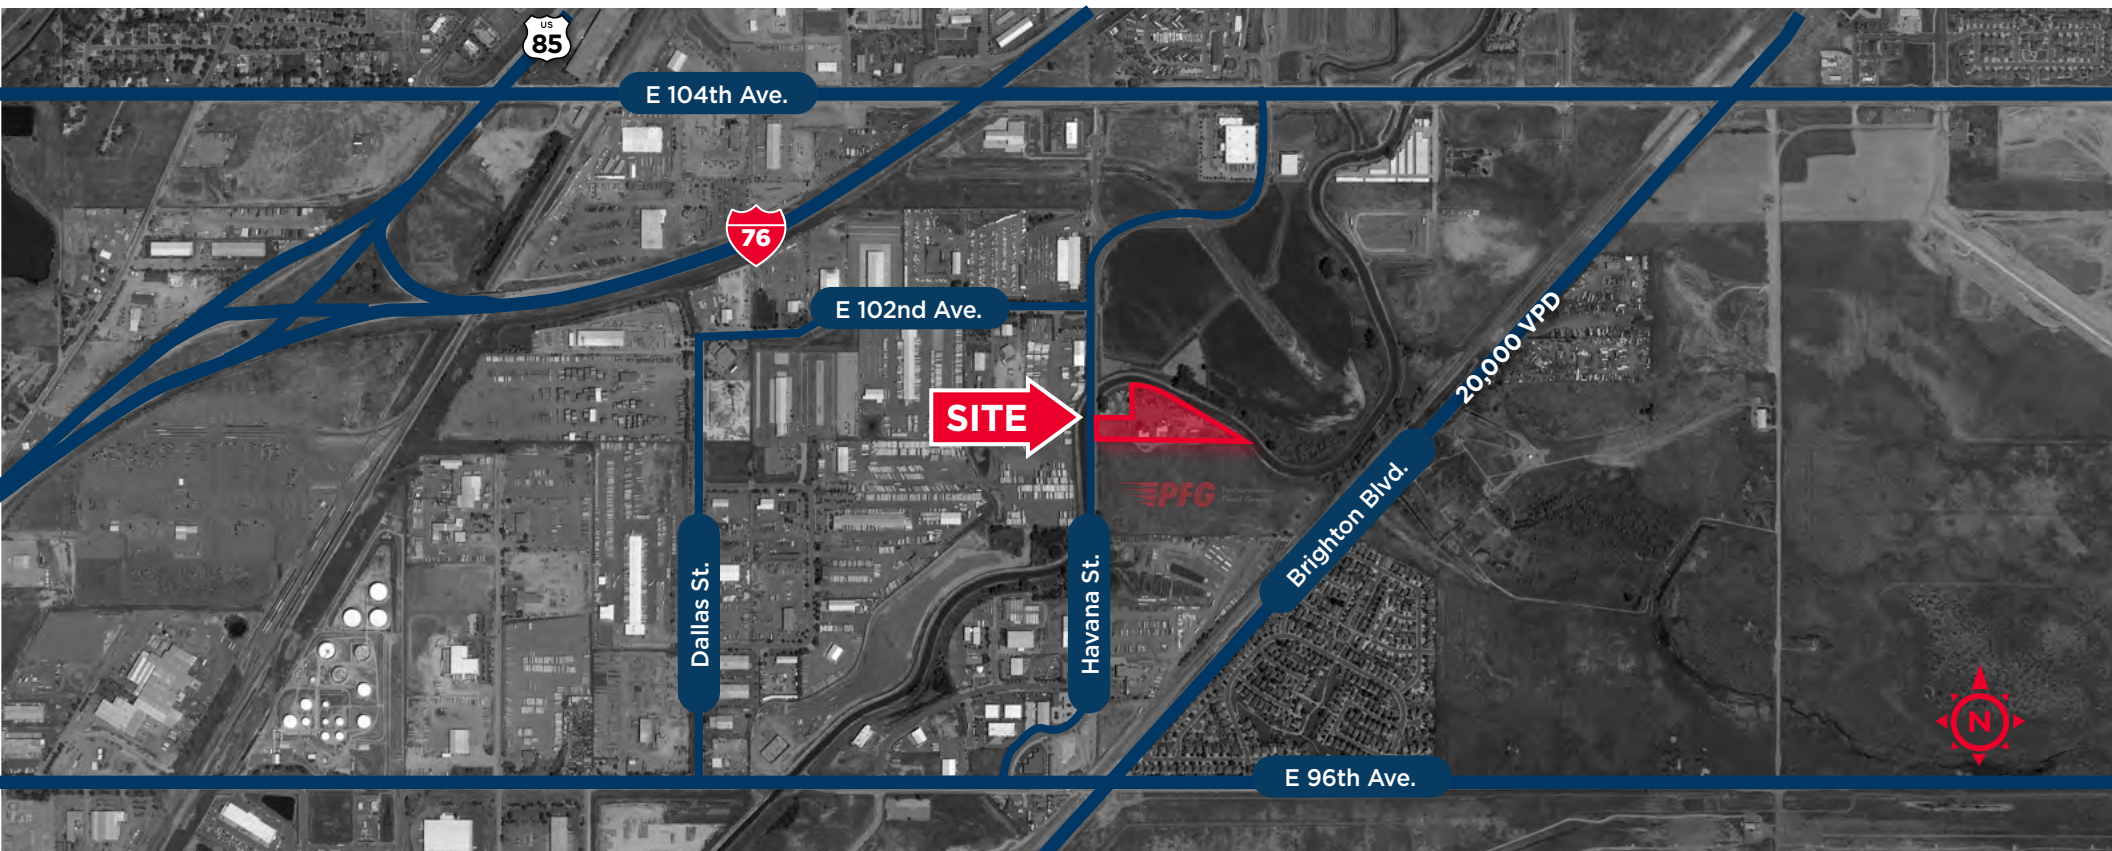 US
85
E 104th Ave.
76
E 102nd Ave.
20,000 VPD
SITE
PFG
Brighton Blvd.
Dallas St.
Havana St.
N
E 96th Ave.